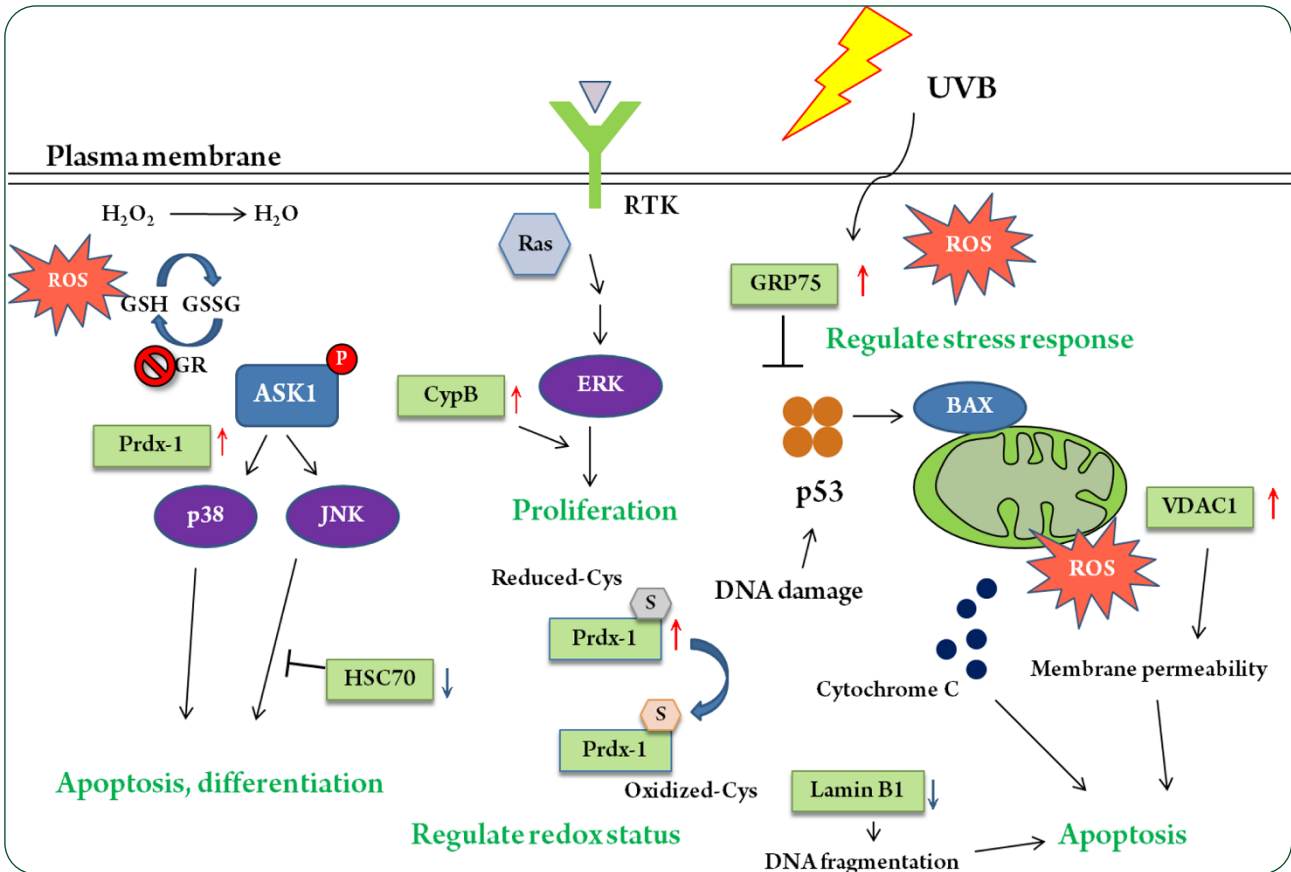 UVB
Plasma membrane
H₂O₂
H₂O
RTK
ROS
Ras
ROS
GSH
GSSG
GRP75
Regulate stress response
GR
P
ASK1
CypB
ERK
BAX
Prdx-1
p53
p38
JNK
Proliferation
VDAC1
ROS
Reduced-Cys
DNA damage
S
Prdx-1
HSC70
Membrane permeability
Cytochrome C
S
Prdx-1
Apoptosis, differentiation
Oxidized-Cys
Lamin B1
Regulate redox status
Apoptosis
DNA fragmentation